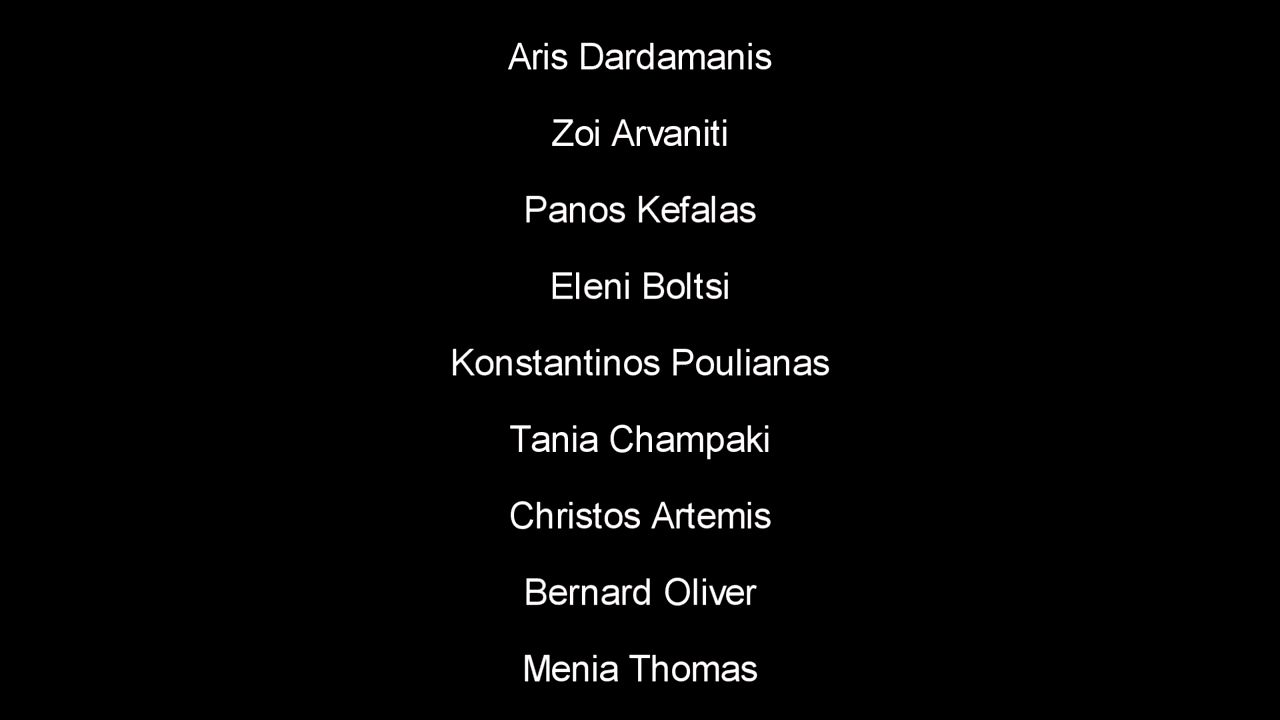 Aris Dardamanis
Zoi Arvaniti
Panos Kefalas
Eleni Boltsi
Konstantinos Poulianas
Tania Champaki
Christos Artemis
Bernard Oliver
Menia Thomas